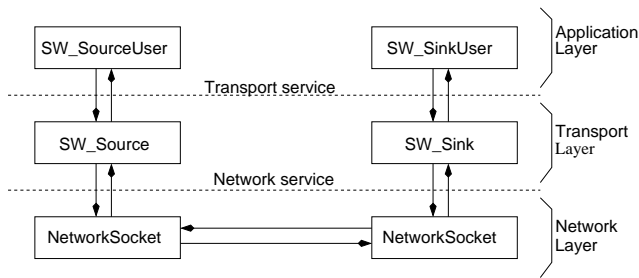 SW_SourceUser
SW_SinkUser
Application
Layer
Transport service
SW_Source
SW_Sink
Transport
Layer
Network service
NetworkSocket
NetworkSocket
Network
Layer